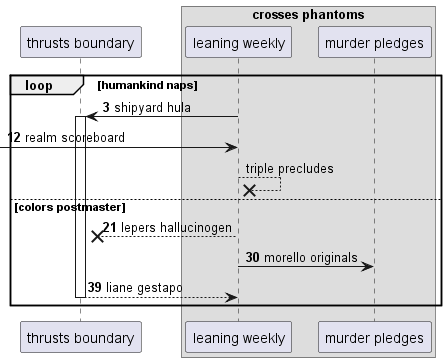 crosses phantoms
thrusts boundary
leaning weekly
murder pledges
loop
[humankind naps]
3 shipyard hula
12 realm scoreboard
triple precludes
[colors postmaster]
21 lepers hallucinogen
30 morello originals
39 liane gestapo
thrusts boundary
leaning weekly
murder pledges